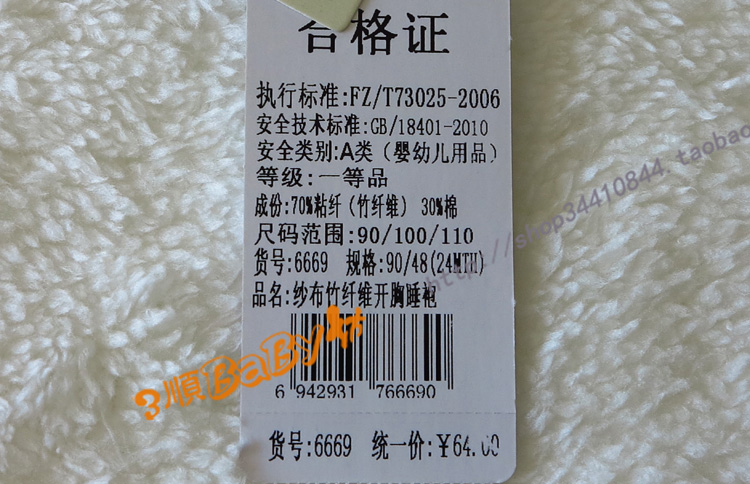 合格证
执行标准:FZ/T73025-2006
安全技术标准:GB/18401-2010
安全类别:A类（婴幼儿用品）
等级:一等品
成份:70%粘纤（竹纤维） 30%棉
尺码范围:90/100/110
货号:6669 规格:90/48(24MTH)
品名:纱布竹纤维开胸睡袍
6 942931 766690
3順BaBy
货号:6669 统一价:¥64.00
http://shop34410844.taobao